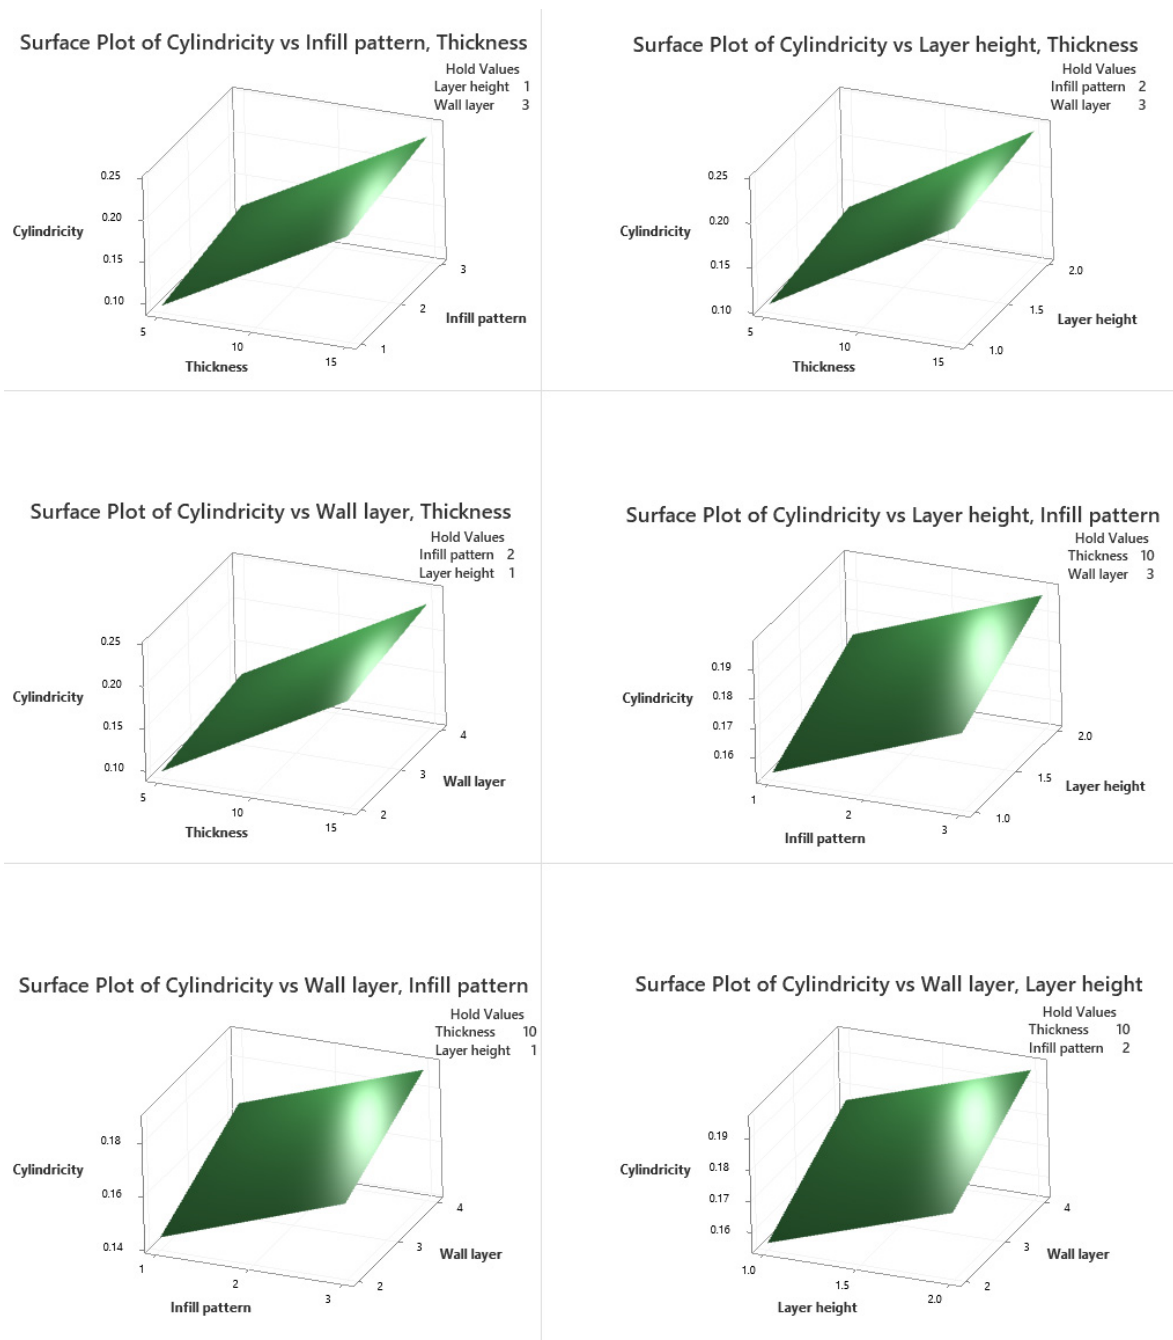 Surface Plot of Cylindricity vs Infill pattern, Thickness
Hold Values
Layer height 1
Wall layer 3
0.25
0.20
0.15
0.10
Cylindricity
5
10
15
Thickness
1
2
3
Infill pattern
Surface Plot of Cylindricity vs Layer height, Thickness
Hold Values
Infill pattern 2
Wall layer 3
0.25
0.20
0.15
0.10
Cylindricity
5
10
15
Thickness
1.0
1.5
2.0
Layer height
Surface Plot of Cylindricity vs Wall layer, Thickness
Hold Values
Infill pattern 2
Layer height 1
0.25
0.20
0.15
0.10
Cylindricity
5
10
15
Thickness
2
3
4
Wall layer
Surface Plot of Cylindricity vs Layer height, Infill pattern
Hold Values
Thickness 10
Wall layer 3
0.19
0.18
0.17
0.16
Cylindricity
1
2
3
Infill pattern
1.0
1.5
2.0
Layer height
Surface Plot of Cylindricity vs Wall layer, Infill pattern
Hold Values
Thickness 10
Layer height 1
0.18
0.16
0.14
Cylindricity
1
2
3
Infill pattern
2
3
4
Wall layer
Surface Plot of Cylindricity vs Wall layer, Layer height
Hold Values
Thickness 10
Infill pattern 2
0.19
0.18
0.17
0.16
Cylindricity
1.0
1.5
2.0
Layer height
2
3
4
Wall layer